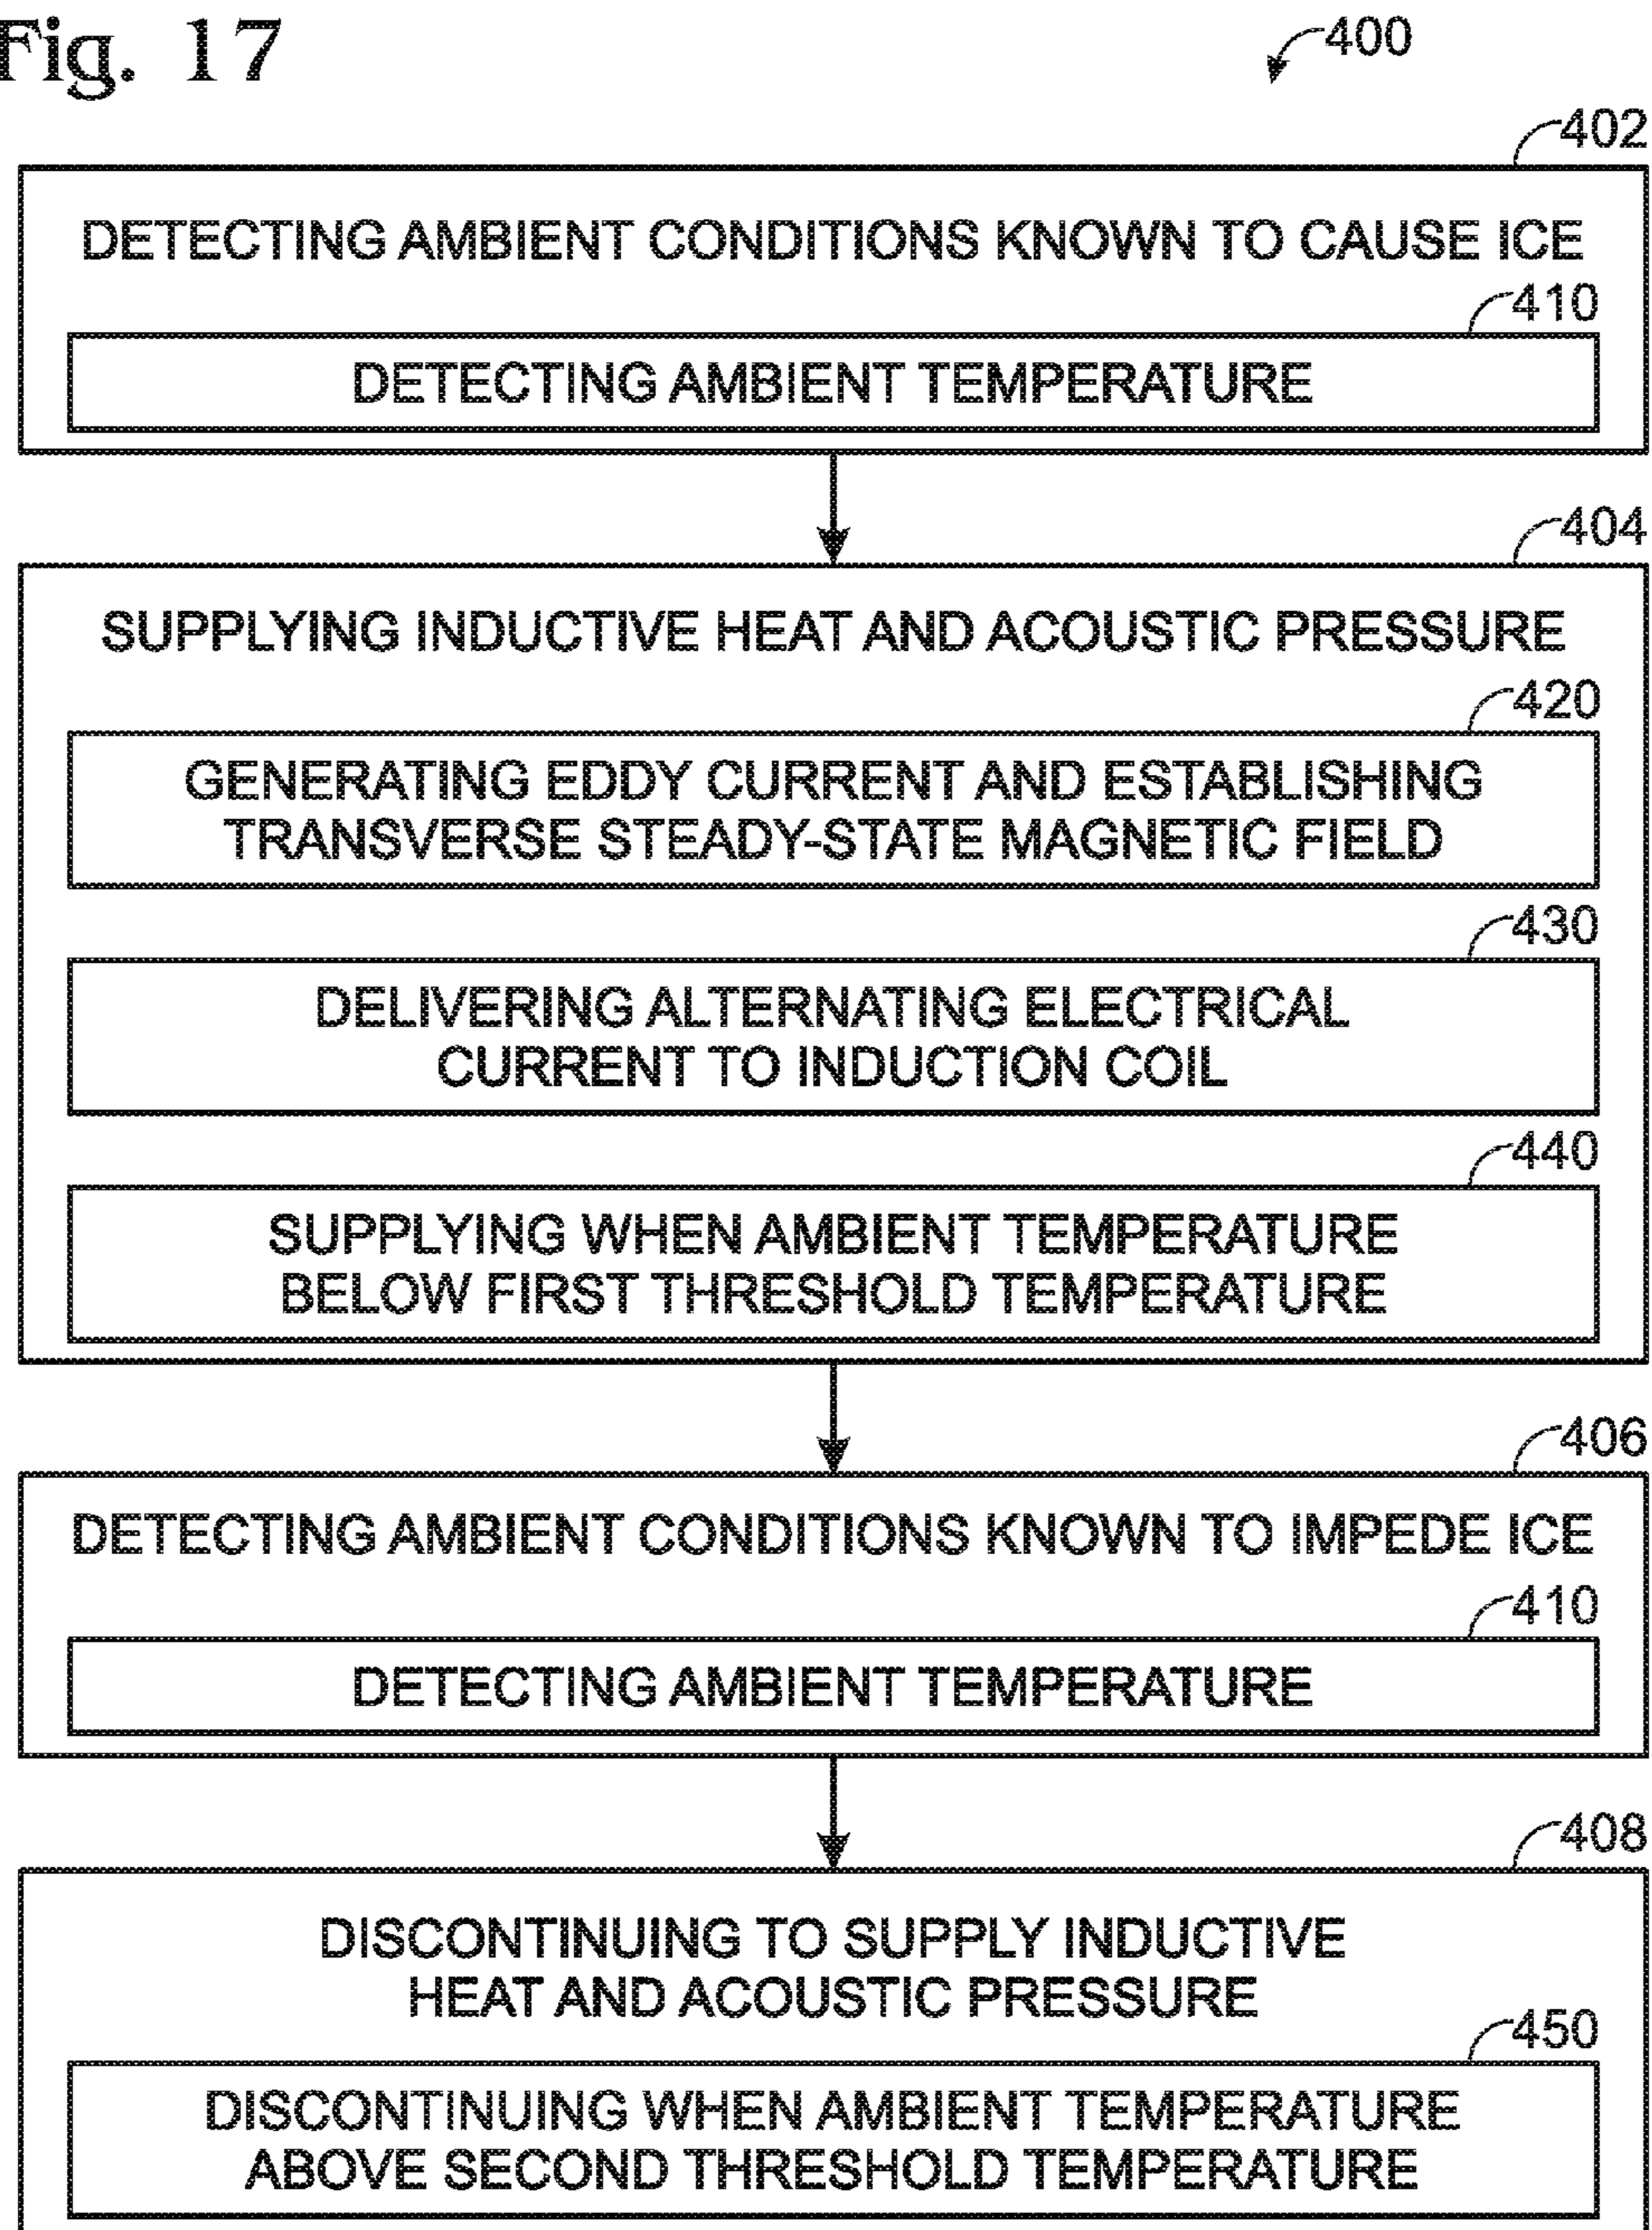 Fig. 17
400
402
DETECTING AMBIENT CONDITIONS KNOWN TO CAUSE ICE
410
DETECTING AMBIENT TEMPERATURE
404
SUPPLYING INDUCTIVE HEAT AND ACOUSTIC PRESSURE
420
GENERATING EDDY CURRENT AND ESTABLISHING
TRANSVERSE STEADY-STATE MAGNETIC FIELD
430
DELIVERING ALTERNATING ELECTRICAL
CURRENT TO INDUCTION COIL
440
SUPPLYING WHEN AMBIENT TEMPERATURE
BELOW FIRST THRESHOLD TEMPERATURE
406
DETECTING AMBIENT CONDITIONS KNOWN TO IMPEDE ICE
410
DETECTING AMBIENT TEMPERATURE
408
DISCONTINUING TO SUPPLY INDUCTIVE
HEAT AND ACOUSTIC PRESSURE
450
DISCONTINUING WHEN AMBIENT TEMPERATURE
ABOVE SECOND THRESHOLD TEMPERATURE